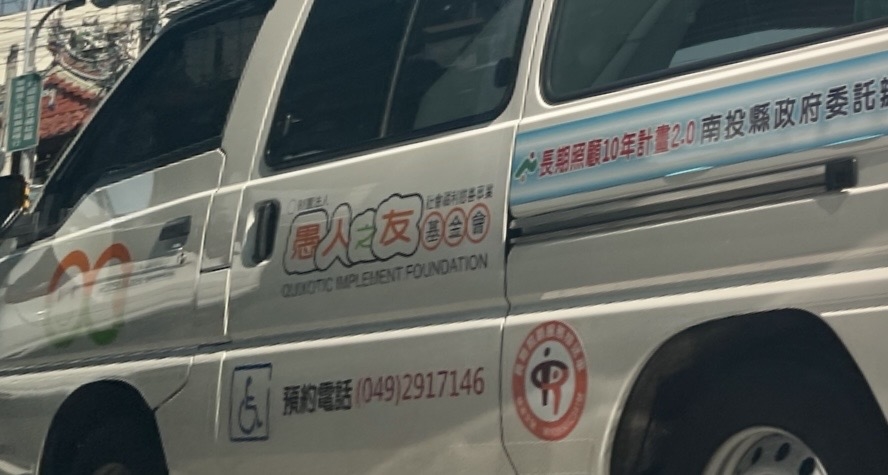 長期照顧10年計畫2.0 南投縣政府委託
財團法人
社會福利慈善事業
愚人之友基金會
QUIXOTIC IMPLEMENT FOUNDATION
預約電話(049)2917146